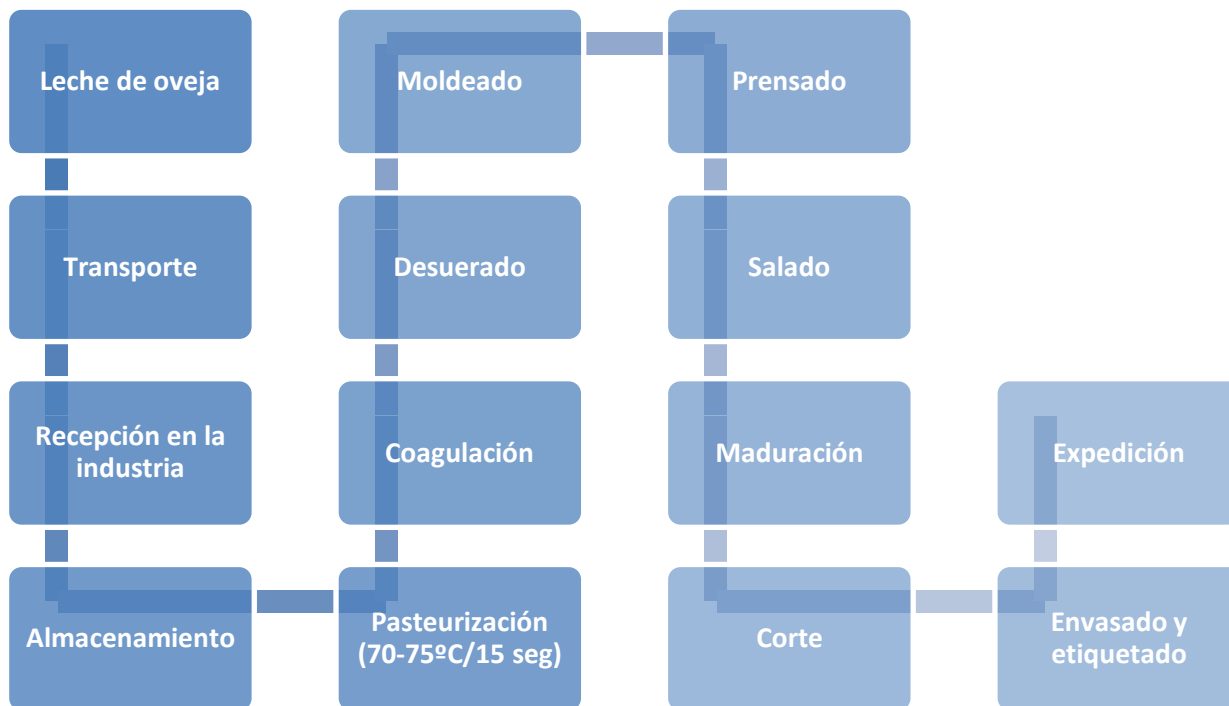 Leche de oveja
Transporte
Recepción en la
industria
Almacenamiento
Pasteurización
(70-75ºC/15 seg)
Coagulación
Desuerado
Moldeado
Prensado
Salado
Maduración
Corte
Envasado y
etiquetado
Expedición